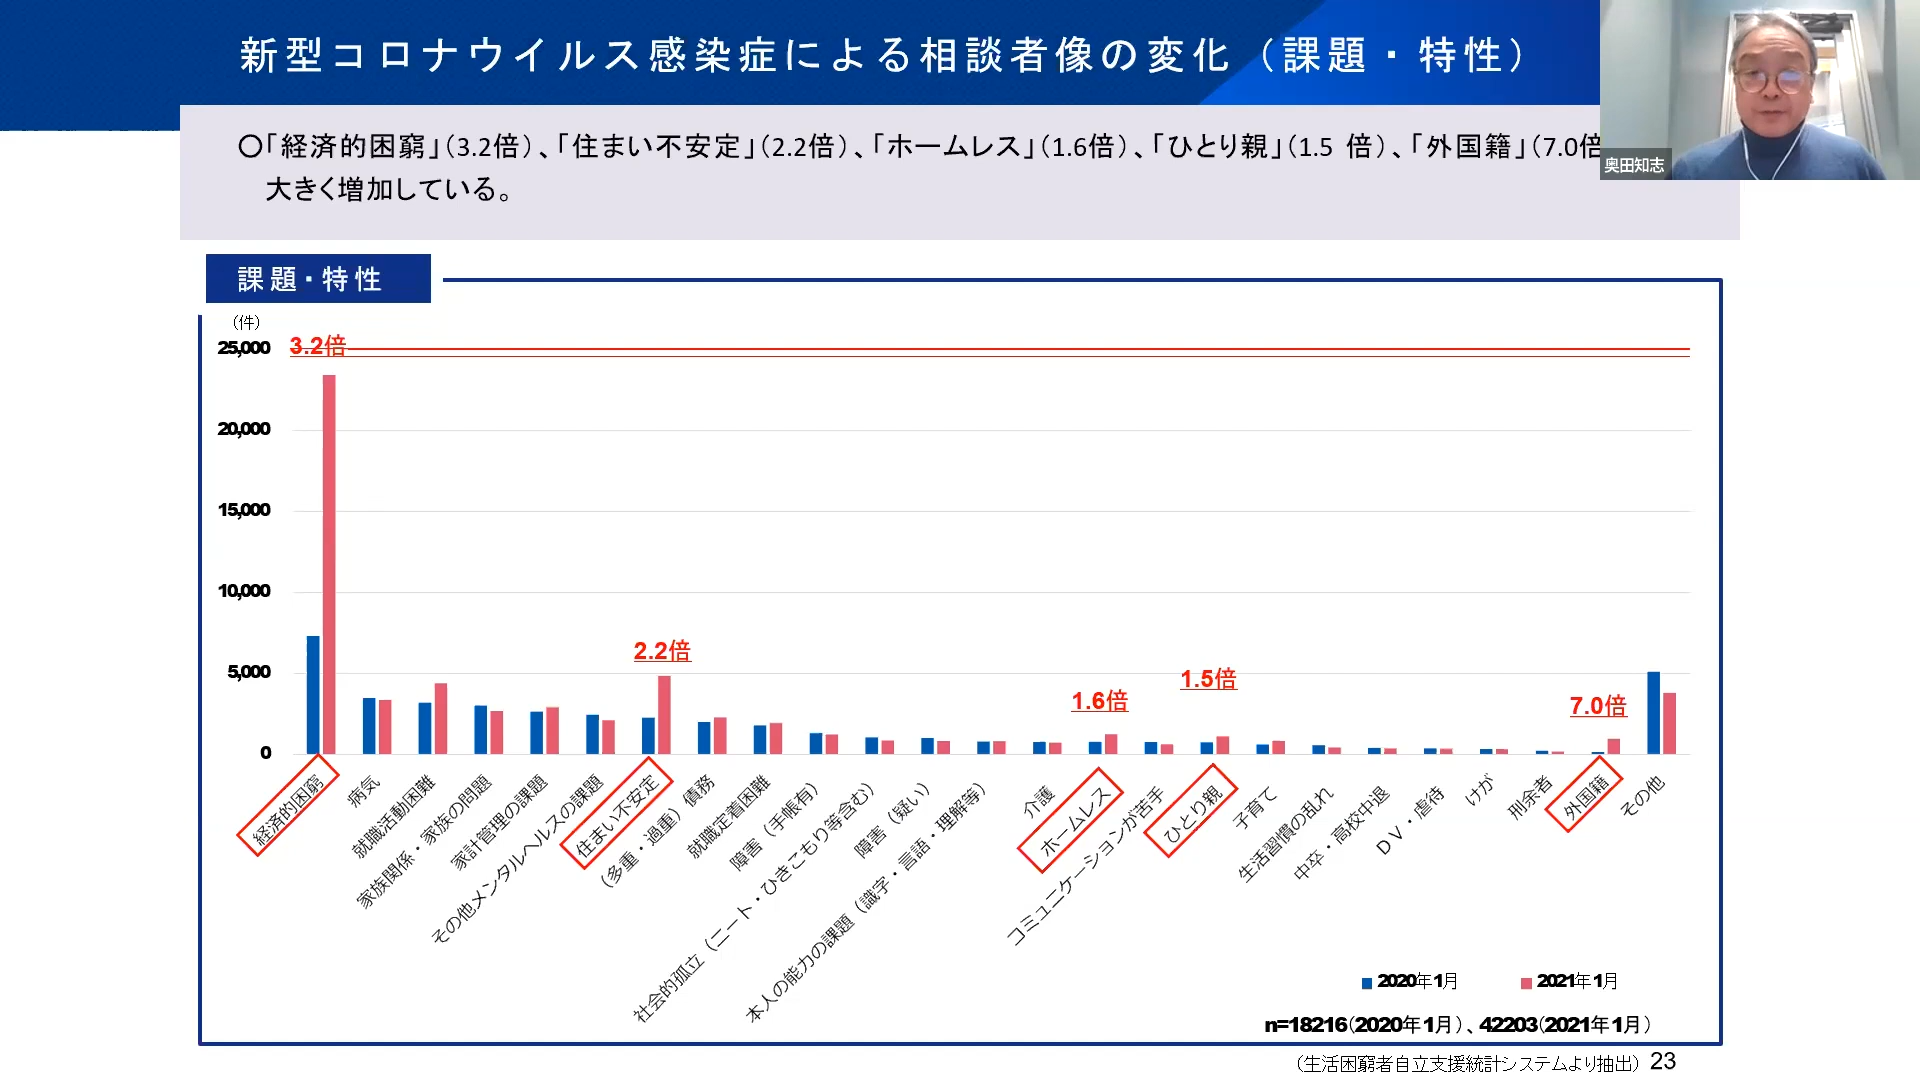 新型コロナウイルス感染症による相談者像の変化（課題・特性）
奥田知志
〇「経済的困窮」（3.2倍）、「住まい不安定」（2.2倍）、「ホームレス」（1.6倍）、「ひとり親」（1.5 倍）、「外国籍」（7.0倍
大きく増加している。
課題・特性
（件）
25,000
20,000
15,000
10,000
5,000
0
3.2倍
2.2倍
1.6倍
1.5倍
7.0倍
経済的困窮
病気
就職活動困難
家族関係・家族の問題
家計管理の課題
その他メンタルヘルスの課題
住まい不安定
（多重・過重）債務
就職定着困難
障害（手帳有）
社会的孤立（ニート・ひきこもり等含む）
障害（疑い）
本人の能力の課題（識字・言語・理解等）
介護
ホームレス
コミュニケーションが苦手
ひとり親
子育て
生活習慣の乱れ
中卒・高校中退
ＤＶ・虐待
けが
刑余者
外国籍
その他
2020年1月
2021年1月
n=18216（2020年1月）、42203（2021年1月）
（生活困窮者自立支援統計システムより抽出）
23